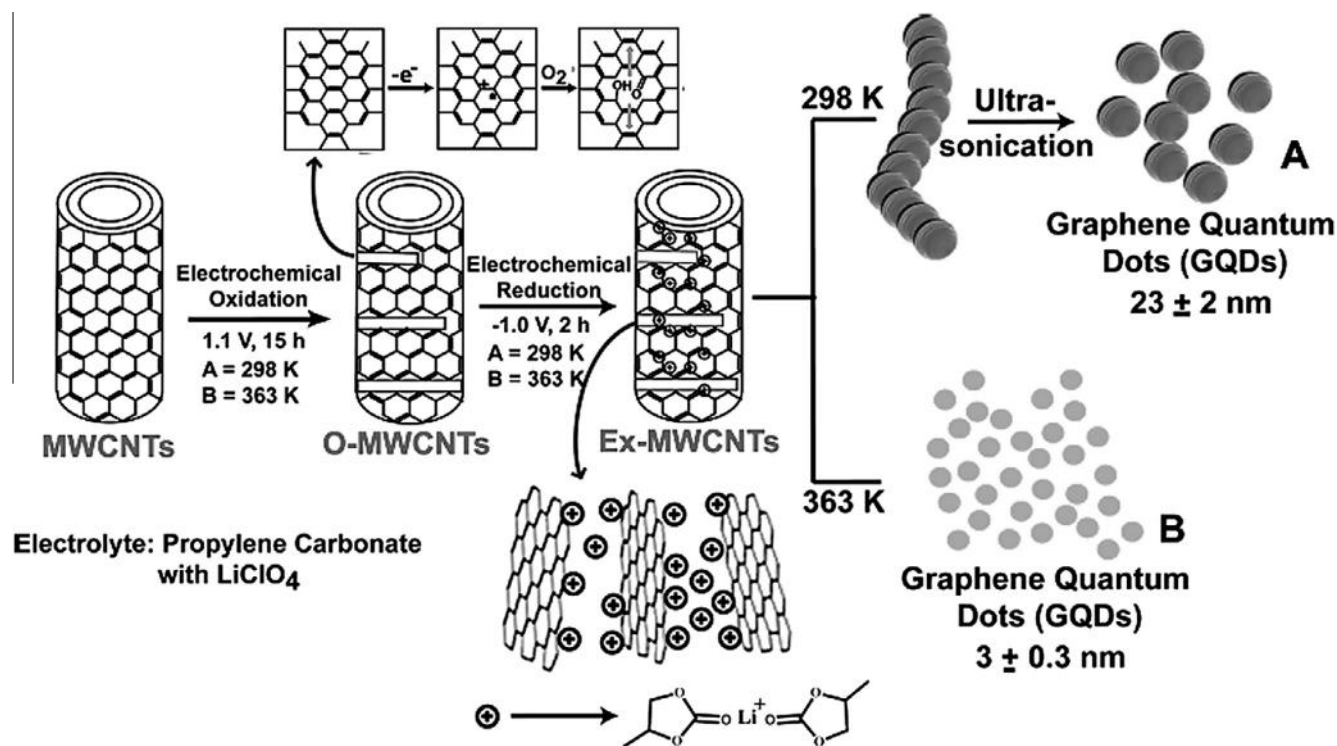 -e⁻
O₂
+
OH
O
298 K
Ultra-
sonication
A
Graphene Quantum
Dots (GQDs)
23 ± 2 nm
Electrochemical
Oxidation
1.1 V, 15 h
A = 298 K
B = 363 K
Electrochemical
Reduction
-1.0 V, 2 h
A = 298 K
B = 363 K
MWCNTs
O-MWCNTs
Ex-MWCNTs
363 K
B
Graphene Quantum
Dots (GQDs)
3 ± 0.3 nm
Electrolyte: Propylene Carbonate
with LiClO₄
O
O
O Li⁺ O
O
O